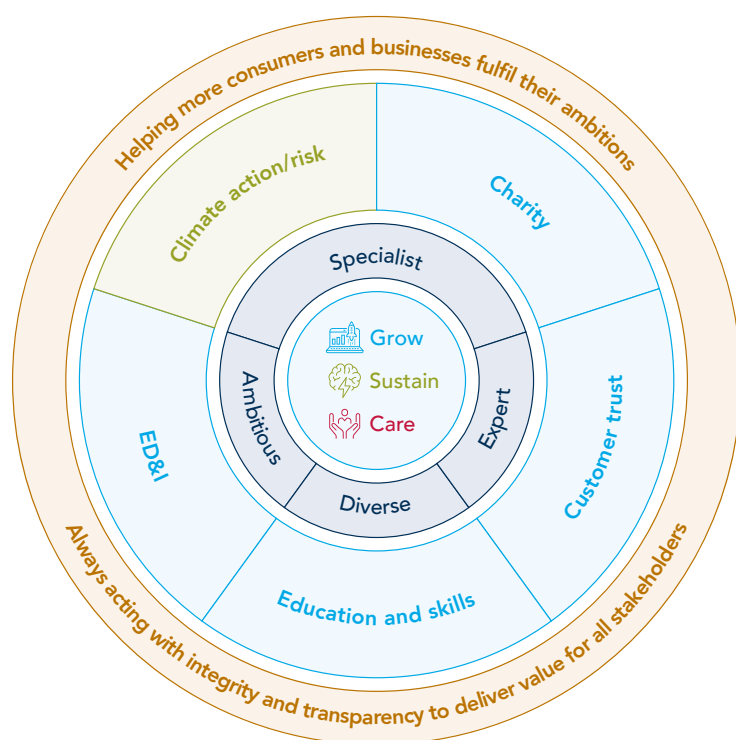 Helping more consumers and businesses fulfil their ambitions
Climate action/risk
Charity
Specialist
Grow
Sustain
Care
Ambitious
Expert
Diverse
ED&I
Customer trust
Education and skills
Always acting with integrity and transparency to deliver value for all stakeholders